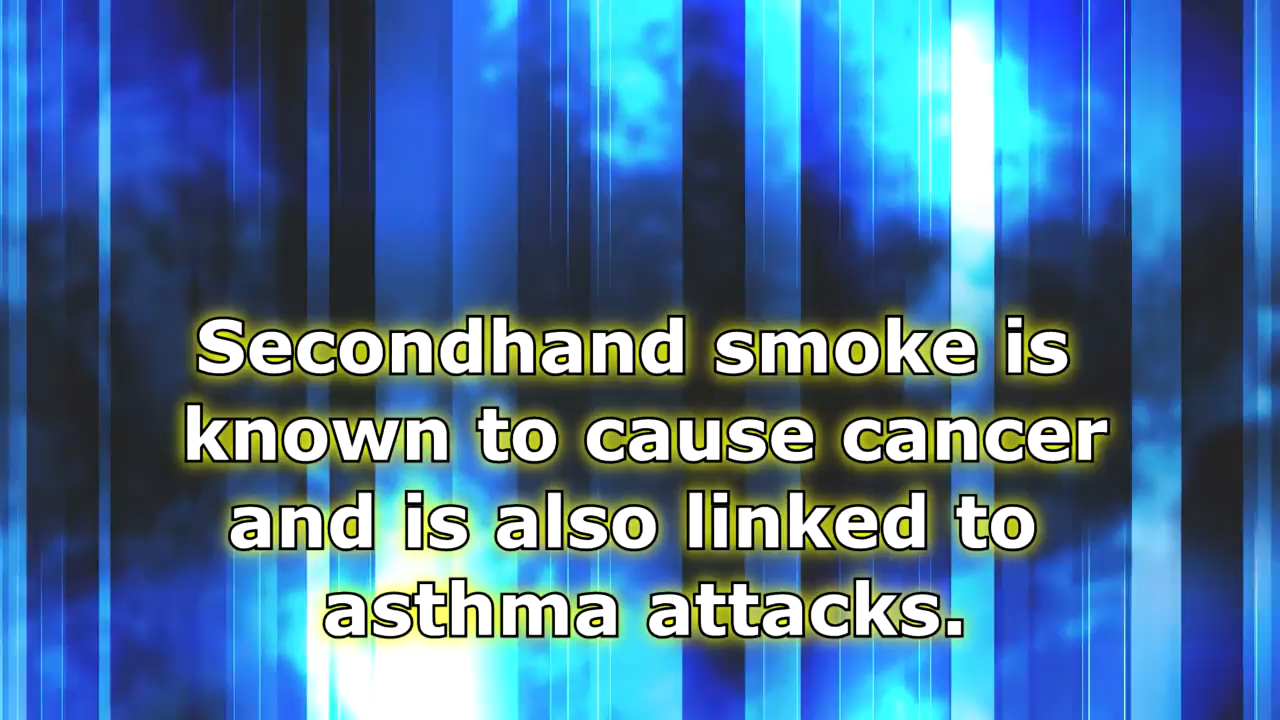 Secondhand smoke is
known to cause cancer
and is also linked to
asthma attacks.